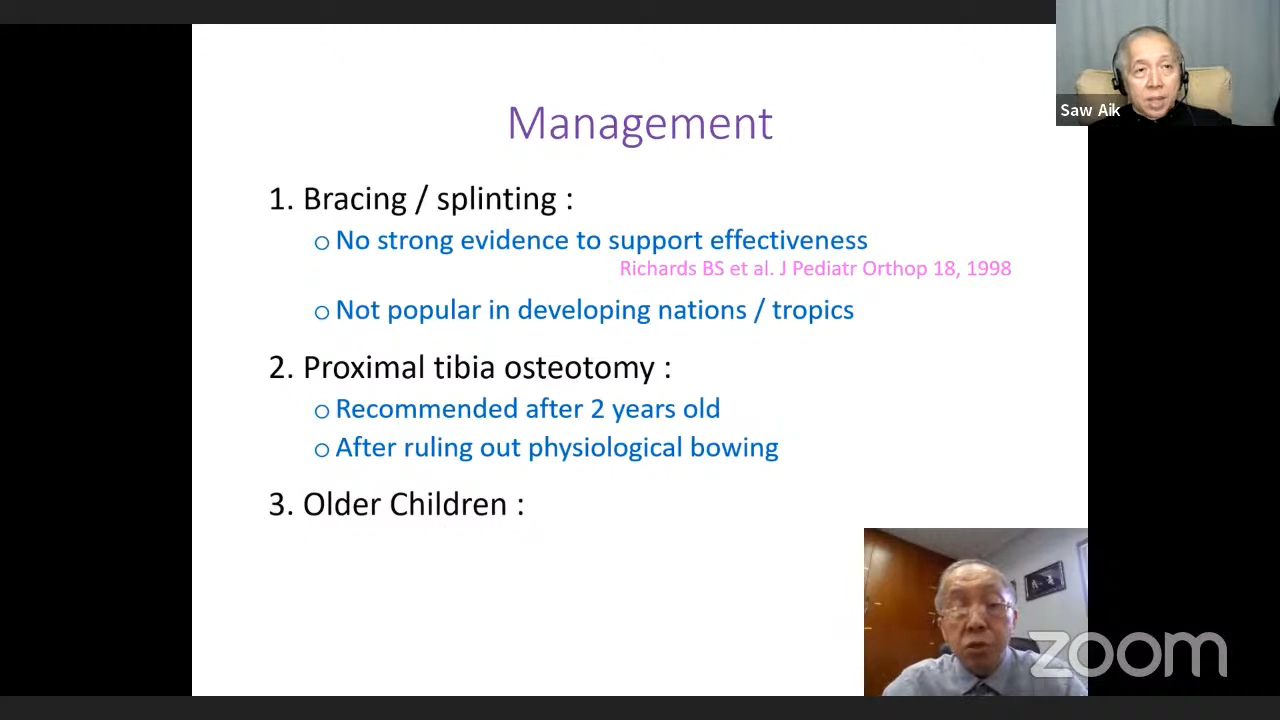 Saw Aik
Management
1. Bracing / splinting :
o No strong evidence to support effectiveness
Richards BS et al. J Pediatr Orthop 18, 1998
o Not popular in developing nations / tropics
2. Proximal tibia osteotomy :
o Recommended after 2 years old
o After ruling out physiological bowing
3. Older Children :
zoom